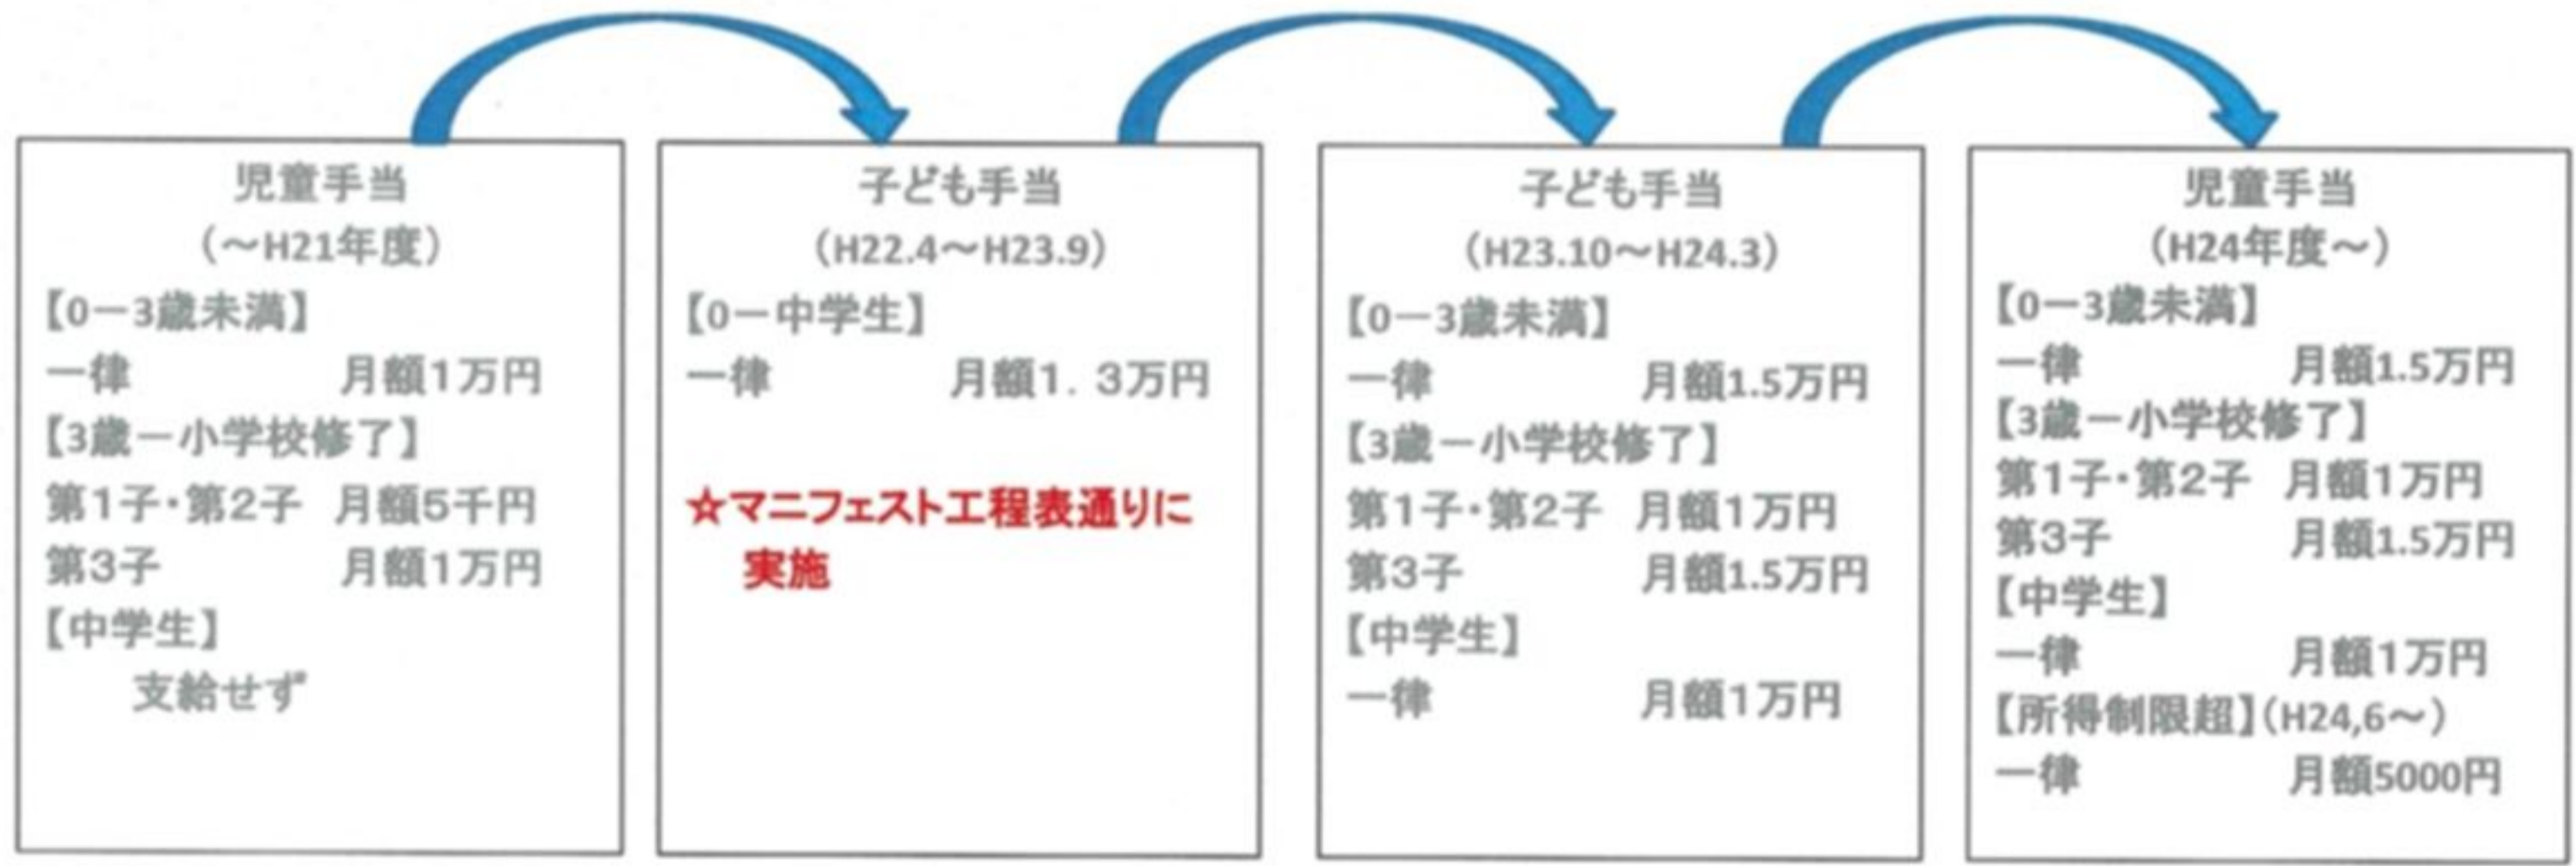 児童手当
（～H21年度）
【0－3歳未満】
一律 月額1万円
【3歳－小学校修了】
第1子・第2子 月額5千円
第3子 月額1万円
【中学生】
支給せず
子ども手当
（H22.4～H23.9）
【0－中学生】
一律 月額1．3万円
☆マニフェスト工程表通りに
実施
子ども手当
（H23.10～H24.3）
【0－3歳未満】
一律 月額1.5万円
【3歳－小学校修了】
第1子・第2子 月額1万円
第3子 月額1.5万円
【中学生】
一律 月額1万円
児童手当
（H24年度～）
【0－3歳未満】
一律 月額1.5万円
【3歳－小学校修了】
第1子・第2子 月額1万円
第3子 月額1.5万円
【中学生】
一律 月額1万円
【所得制限超】（H24,6～）
一律 月額5000円